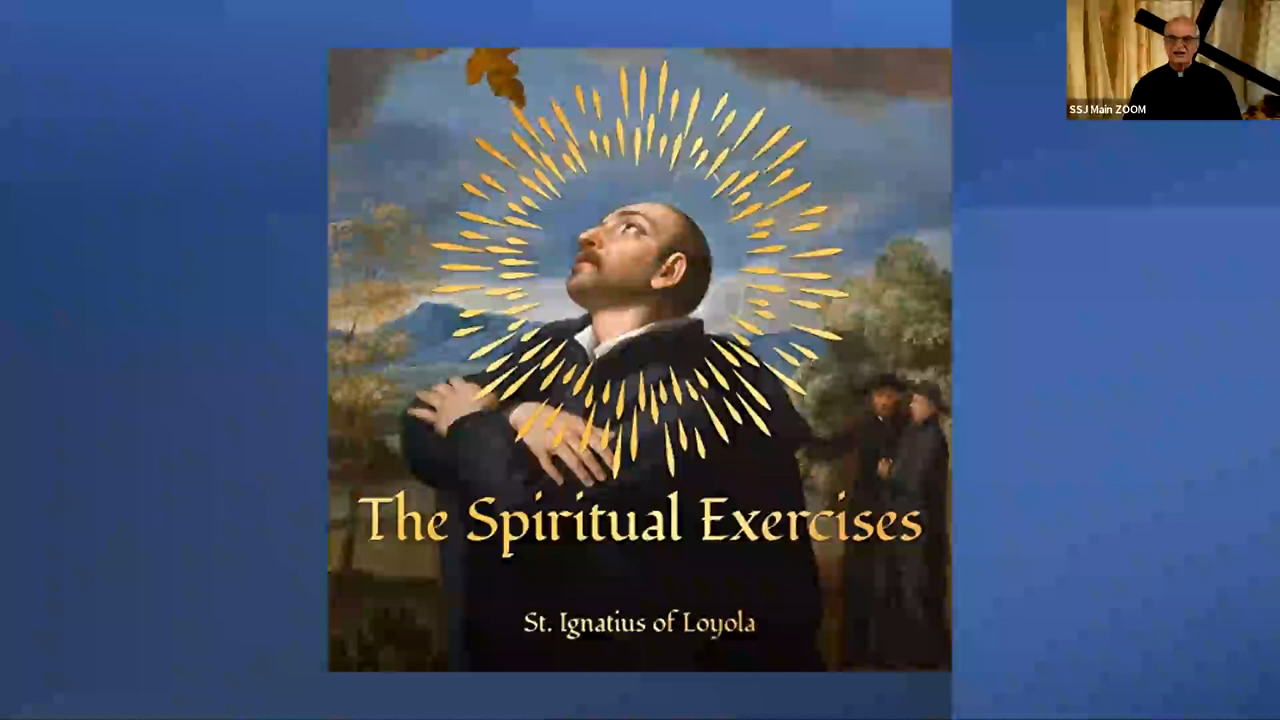 SSJ Main ZOOM
The Spiritual Exercises
St. Ignatius of Loyola